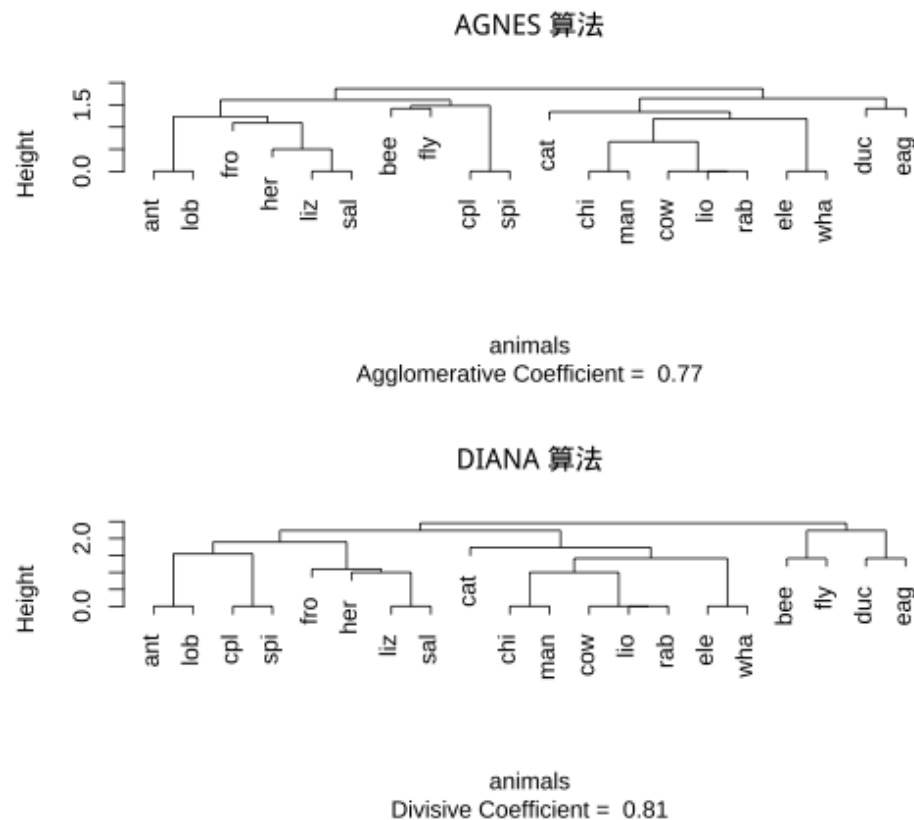 AGNES 算法
Height
0.0 1.5
ant lob fro her liz sal bee fly cpl spi cat chi man cow lio rab ele wha duc eag
animals
Agglomerative Coefficient = 0.77
DIANA 算法
Height
0.0 2.0
ant lob cpl spi fro her liz sal cat chi man cow lio rab ele wha bee fly duc eag
animals
Divisive Coefficient = 0.81